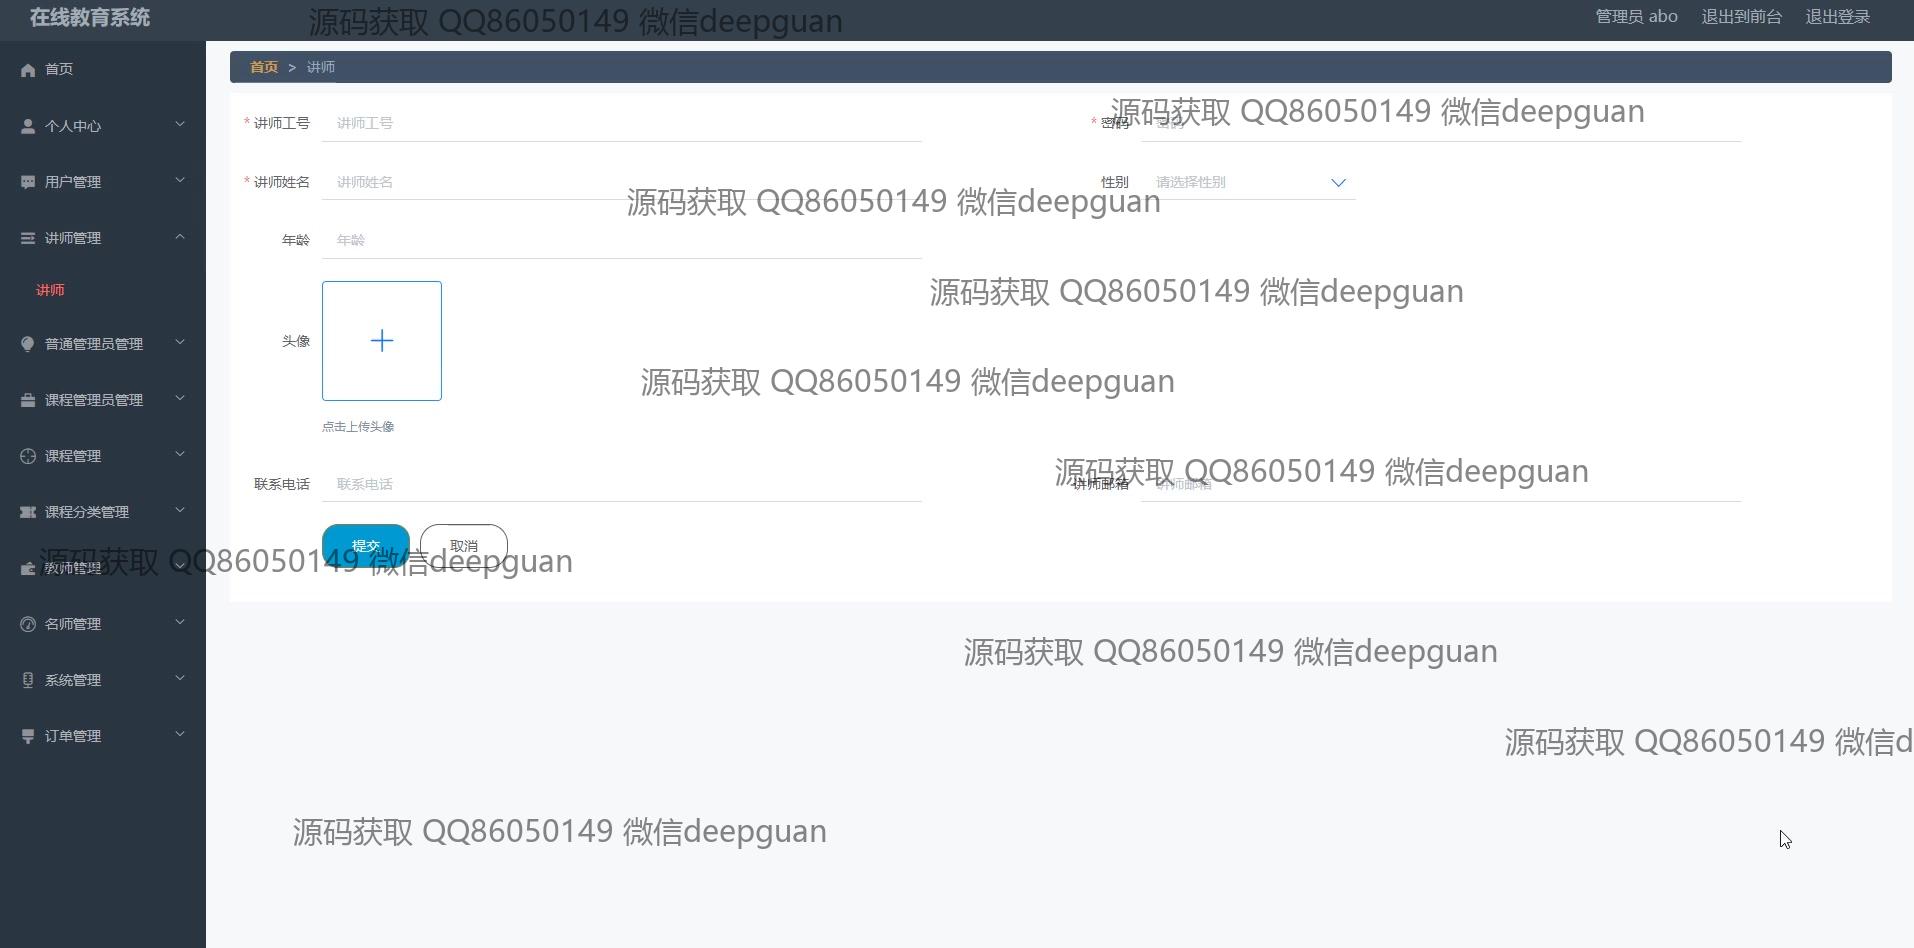 在线教育系统
源码获取 QQ86050149 微信deepguan
管理员 abo 退出到前台 退出登录
首页
首页 > 讲师
个人中心
用户管理
讲师管理
讲师
普通管理员管理
课程管理员管理
课程管理
课程分类管理
教师管理
名师管理
系统管理
订单管理
源码获取 QQ86050149 微信deepguan
* 讲师工号 讲师工号
* 密码 密码
* 讲师姓名 讲师姓名
性别 请选择性别
源码获取 QQ86050149 微信deepguan
年龄 年龄
源码获取 QQ86050149 微信deepguan
头像
源码获取 QQ86050149 微信deepguan
点击上传头像
源码获取 QQ86050149 微信deepguan
联系电话 联系电话
讲师邮箱 讲师邮箱
提交 取消
源码获取 QQ86050149 微信deepguan
源码获取 QQ86050149 微信deepguan
源码获取 QQ86050149 微信d
源码获取 QQ86050149 微信deepguan